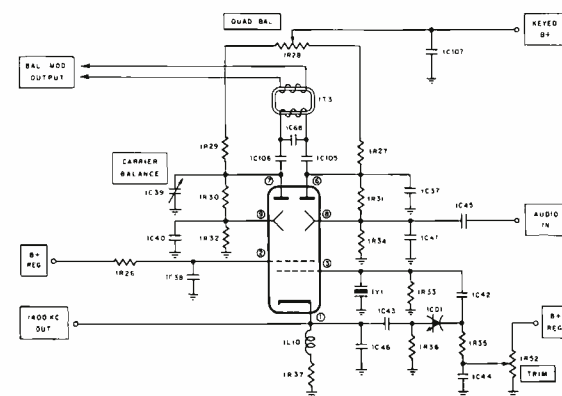 QUAD BAL
KEYED B+
1R28
1C107
BAL MOD OUTPUT
1T3
1C68
1R29
1R27
1C106
1C105
CARRIER BALANCE
7
6
1C39
1R30
1R31
1C37
1C45
AUDIO IN
9
8
1C40
1R32
1R34
1C41
B+ REG
2
3
1R26
1C38
1Y1
1R33
1C42
1400 KC OUT
1
1C43
1CD1
B+ REG
1L10
1C46
1R36
1R35
1R52
1C44
TRIM
1R37